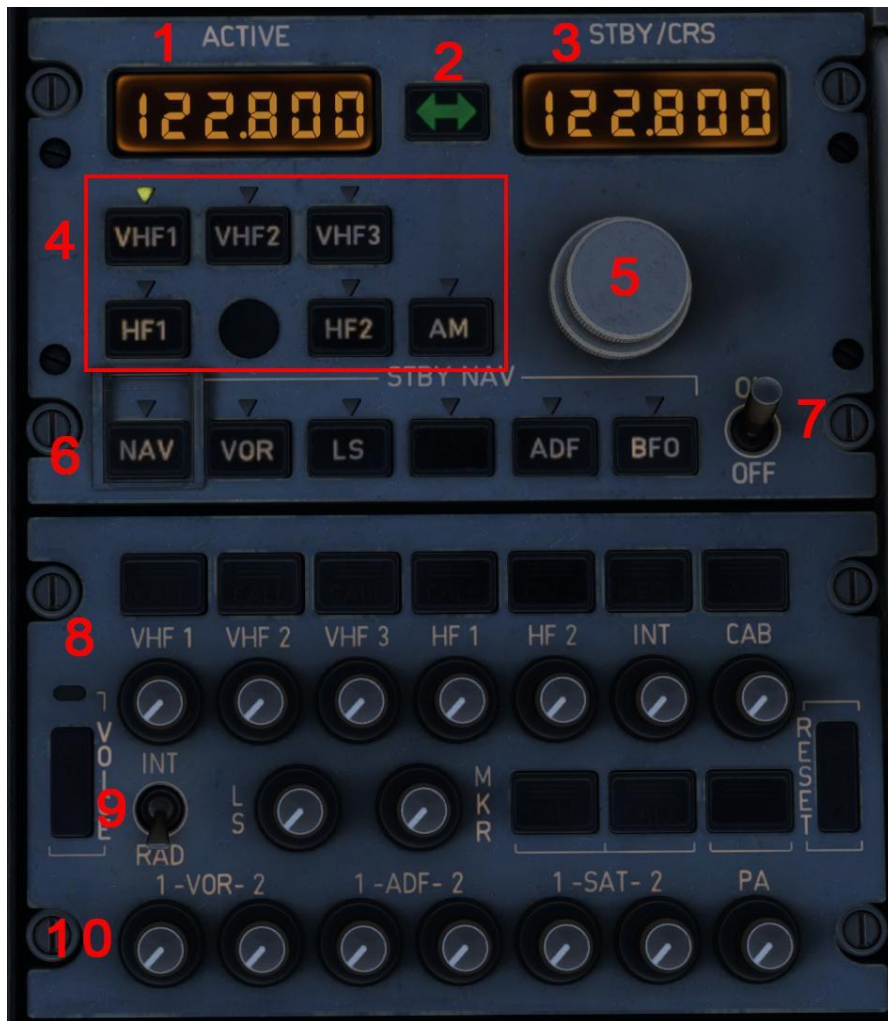 1 ACTIVE 2 3 STBY/CRS
122.800 122.800
4 VHF1 VHF2 VHF3
5
HF1 HF2 AM
STBY NAV
6 NAV VOR LS ADF BFO
7
OFF
8
VHF 1 VHF 2 VHF 3 HF 1 HF 2 INT CAB
RESET
INT
9
LS
MKR
RAD
1-VOR-2 1-ADF-2 1-SAT-2 PA
10